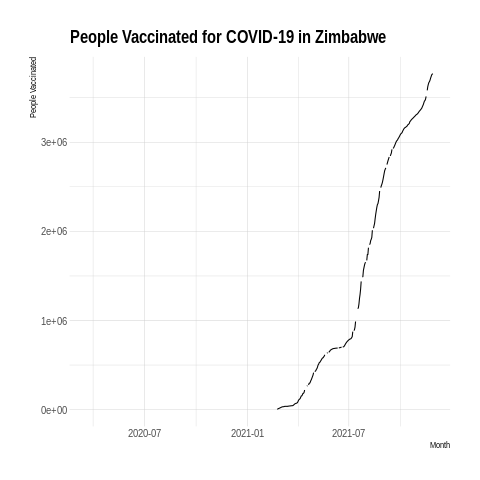 People Vaccinated for COVID-19 in Zimbabwe
People Vaccinated
3e+06
2e+06
1e+06
0e+00
2020-07 2021-01 2021-07
Month